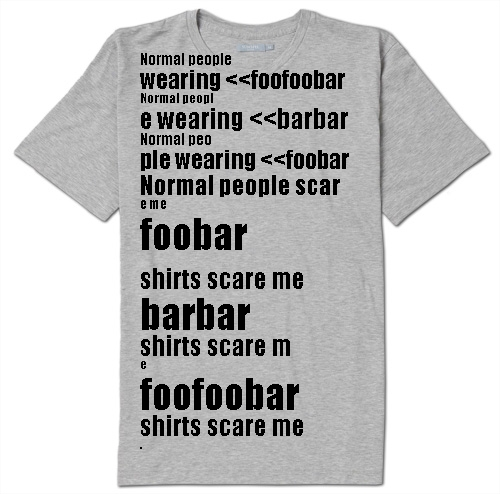 Normal people
wearing <<foofoobar
Normal peopl
e wearing <<barbar
Normal peo
ple wearing <<foobar
Normal people scar
e me
foobar
shirts scare me
barbar
shirts scare m
e
foofoobar
shirts scare me
.